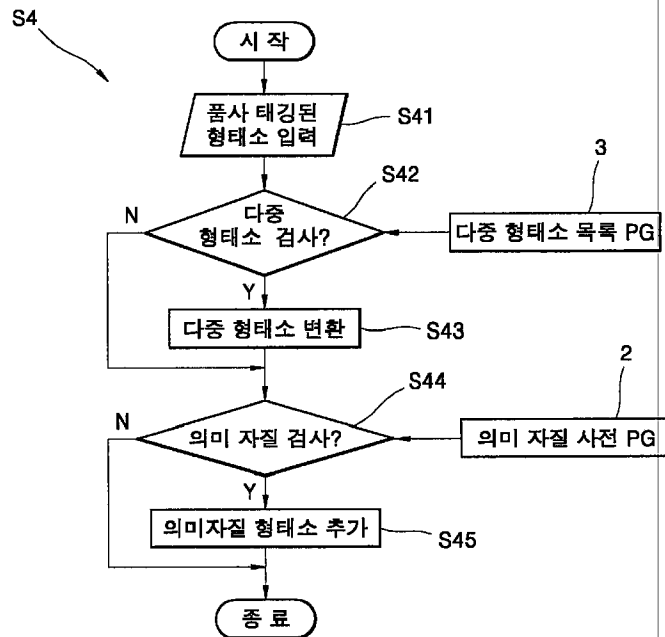 S4
시 작
품사 태깅된
형태소 입력
S41
S42
N
다중
형태소 검사?
3
다중 형태소 목록 PG
Y
다중 형태소 변환
S43
S44
N
의미 자질 검사?
2
의미 자질 사전 PG
Y
의미자질 형태소 추가
S45
종 료